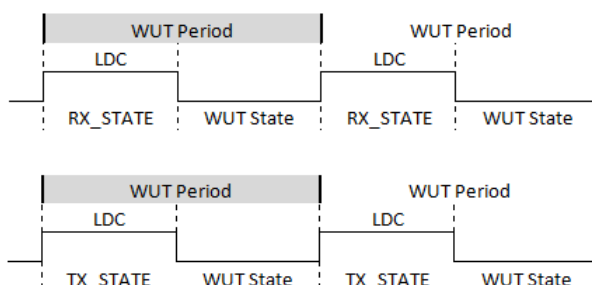 WUT Period WUT Period
LDC LDC
RX_STATE WUT State RX_STATE WUT State
WUT Period WUT Period
LDC LDC
TX_STATE WUT State TX_STATE WUT State